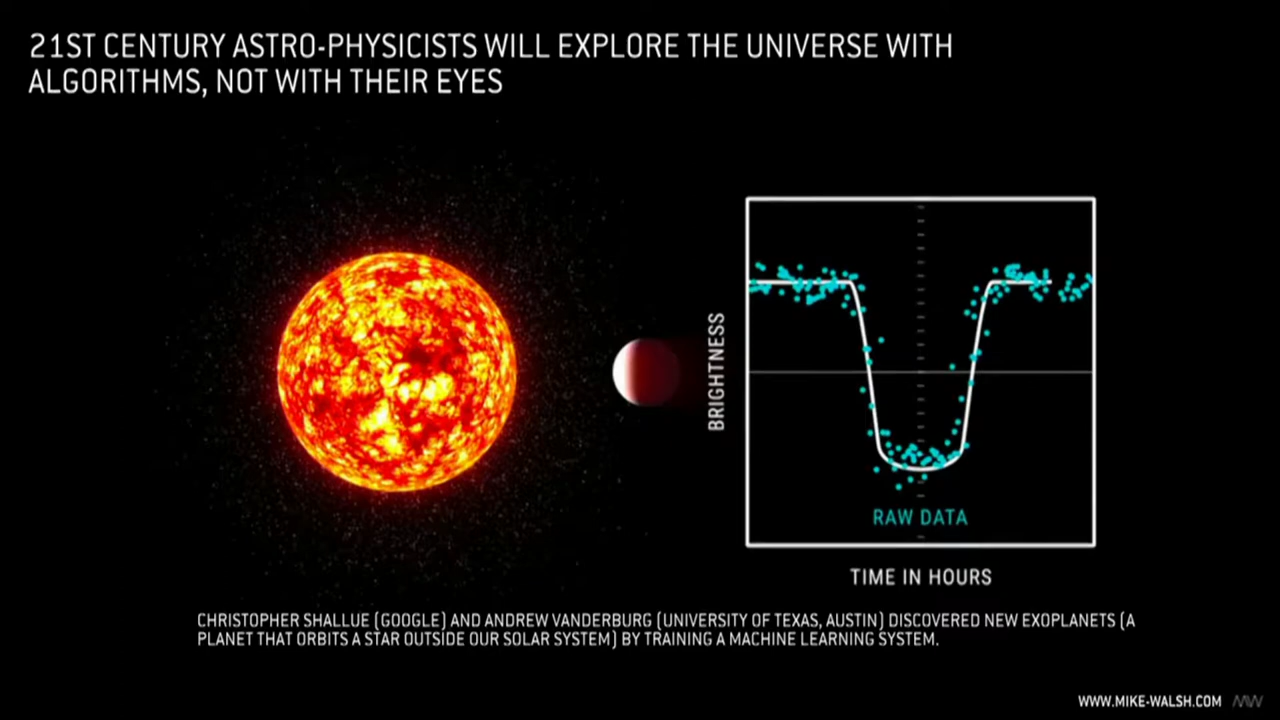 21ST CENTURY ASTRO-PHYSICISTS WILL EXPLORE THE UNIVERSE WITH
ALGORITHMS, NOT WITH THEIR EYES
BRIGHTNESS
RAW DATA
TIME IN HOURS
CHRISTOPHER SHALLUE (GOOGLE) AND ANDREW VANDERBURG (UNIVERSITY OF TEXAS, AUSTIN) DISCOVERED NEW EXOPLANETS (A
PLANET THAT ORBITS A STAR OUTSIDE OUR SOLAR SYSTEM) BY TRAINING A MACHINE LEARNING SYSTEM.
WWW.MIKE-WALSH.COM MW